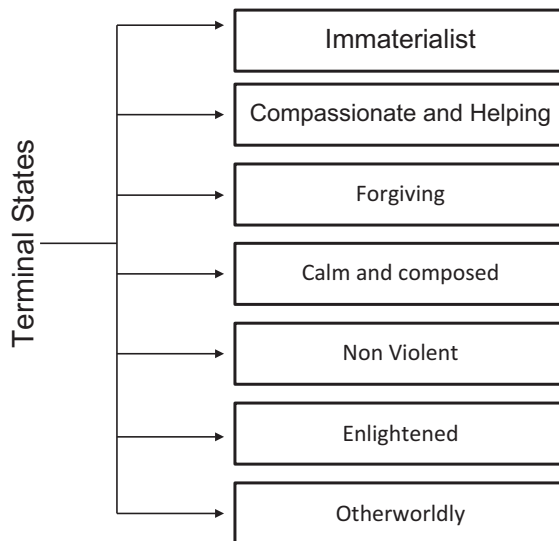 Terminal States
Immaterialist
Compassionate and Helping
Forgiving
Calm and composed
Non Violent
Enlightened
Otherworldly